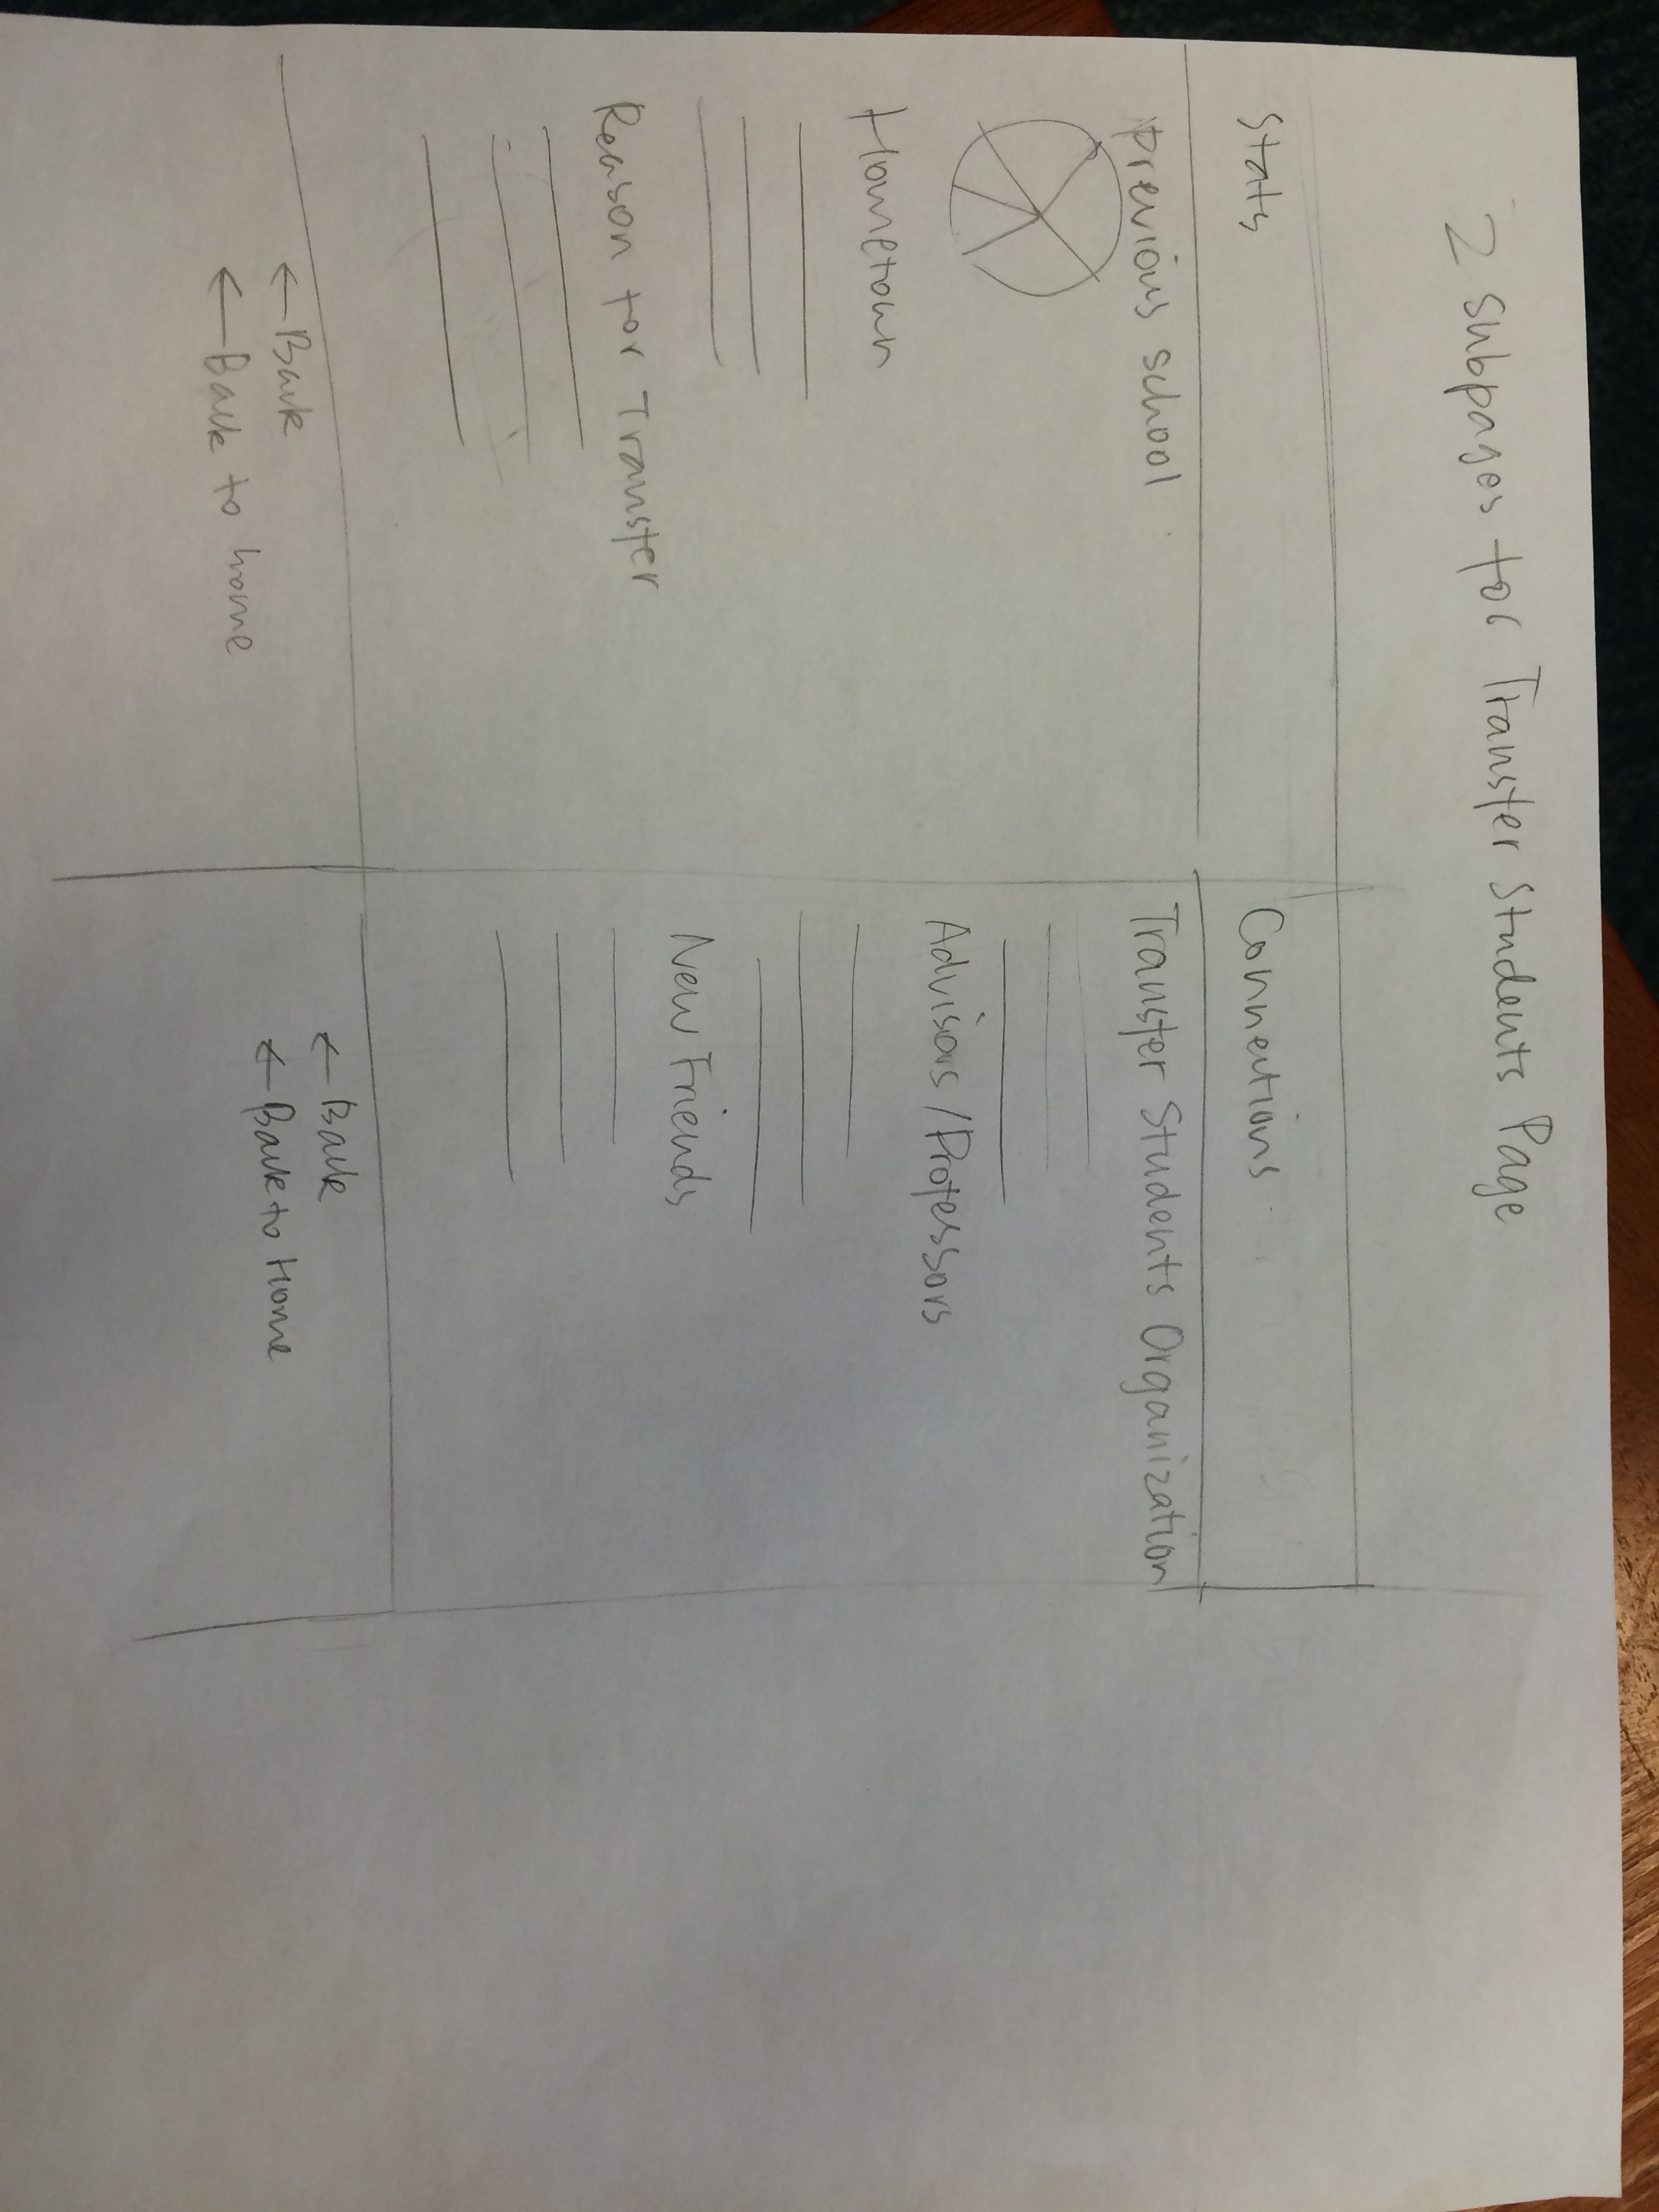 2 subpages for Transfer Students Page
Stats
previous school
Hometown
Reason for Transfer
← Back
← Back to home
Connections
Transfer Students Organization
Advisors / Professors
New Friends
← Back
← Back to Home